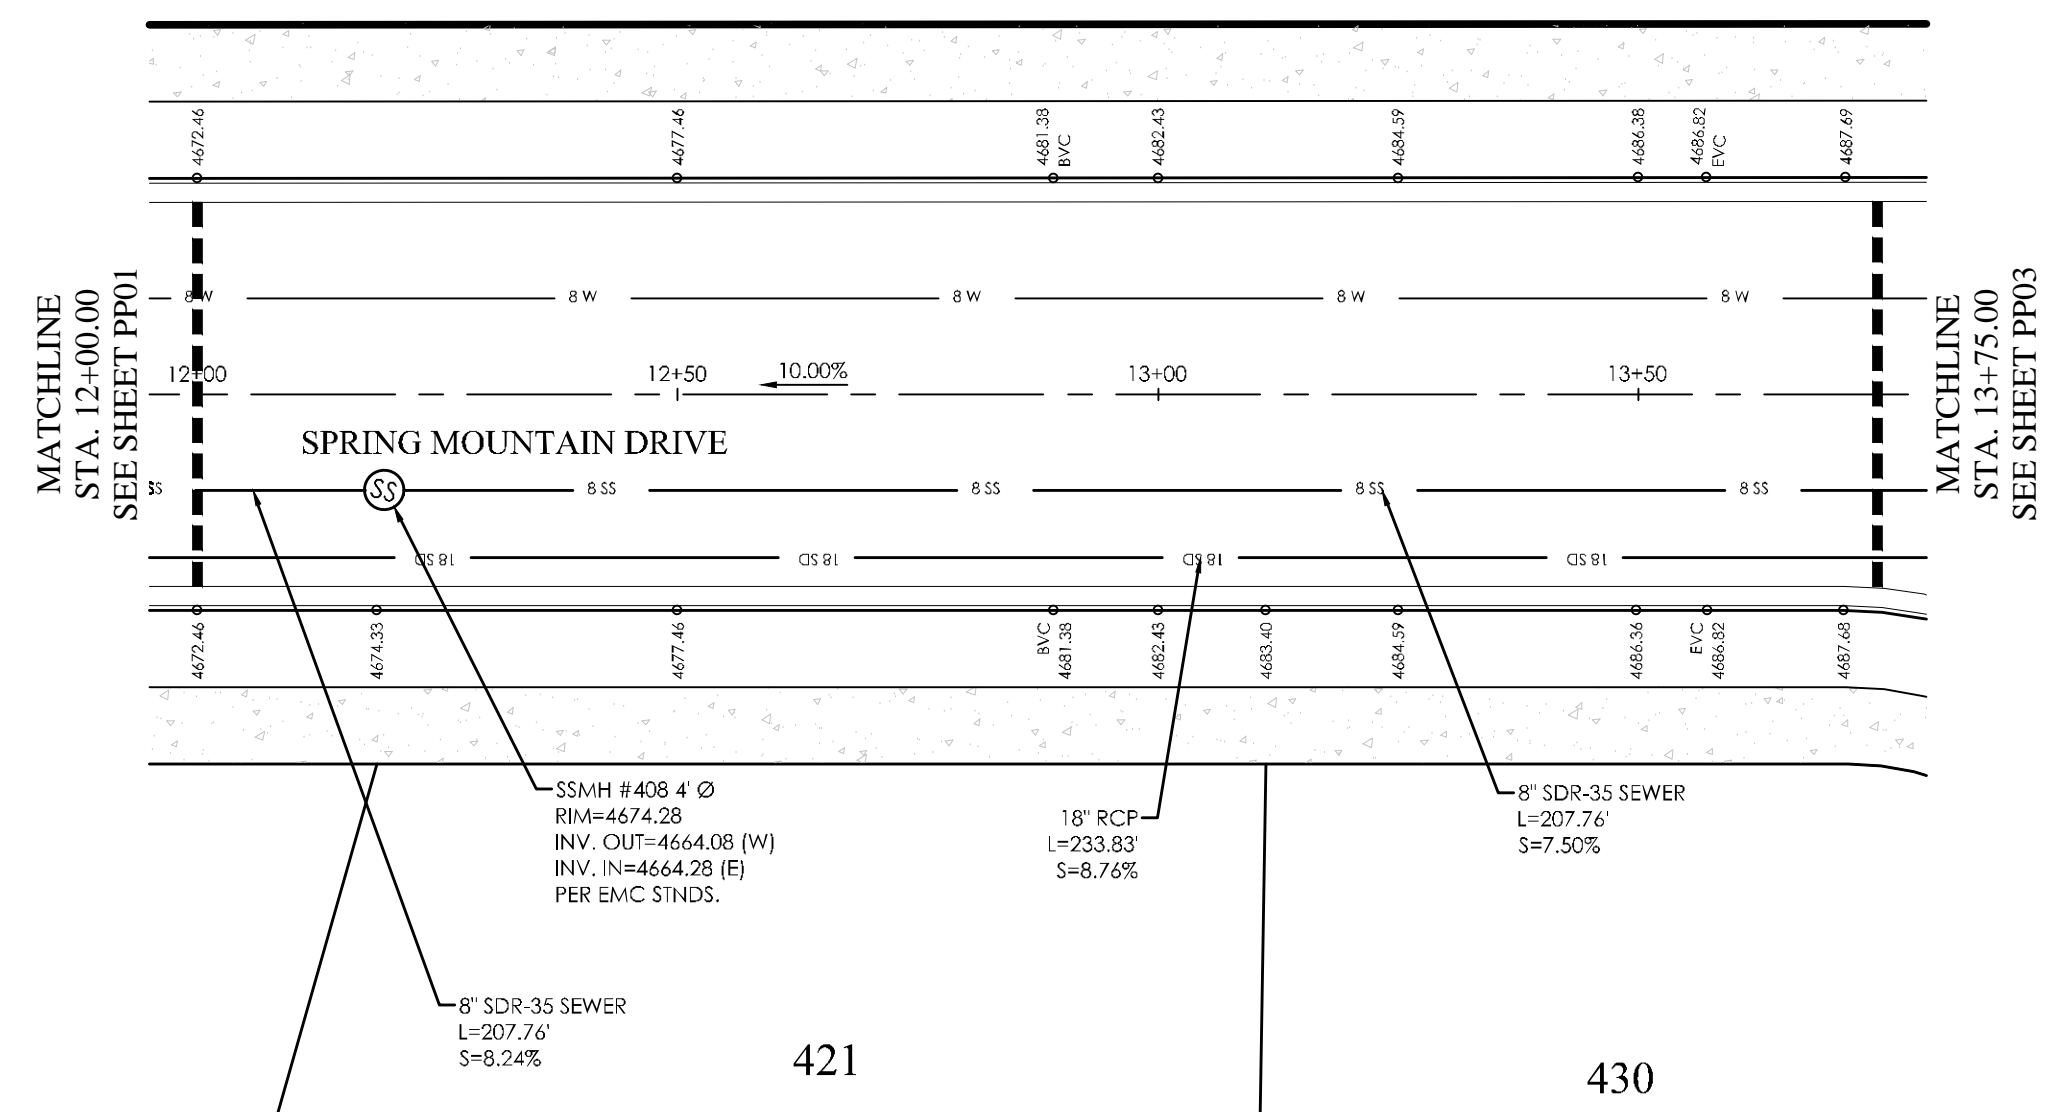 4672.46
4677.46
4681.38
BVC
4682.43
4684.59
4686.38
4686.82
EVC
4687.69
MATCHLINE
STA. 12+00.00
SEE SHEET PP01
8 W
8 W
8 W
8 W
8 W
12+00
12+50
10.00%
13+00
13+50
SPRING MOUNTAIN DRIVE
SS
SS
8 SS
8 SS
8 SS
8 SS
18 SD
18 SD
18 SD
18 SD
MATCHLINE
STA. 13+75.00
SEE SHEET PP03
4672.46
4674.33
4677.46
BVC
4681.38
4682.43
4683.40
4684.59
4686.36
EVC
4686.82
4687.68
SSMH #408 4' Ø
RIM=4674.28
INV. OUT=4664.08 (W)
INV. IN=4664.28 (E)
PER EMC STNDS.
18" RCP
L=233.83'
S=8.76%
8" SDR-35 SEWER
L=207.76'
S=7.50%
8" SDR-35 SEWER
L=207.76'
S=8.24%
421
430